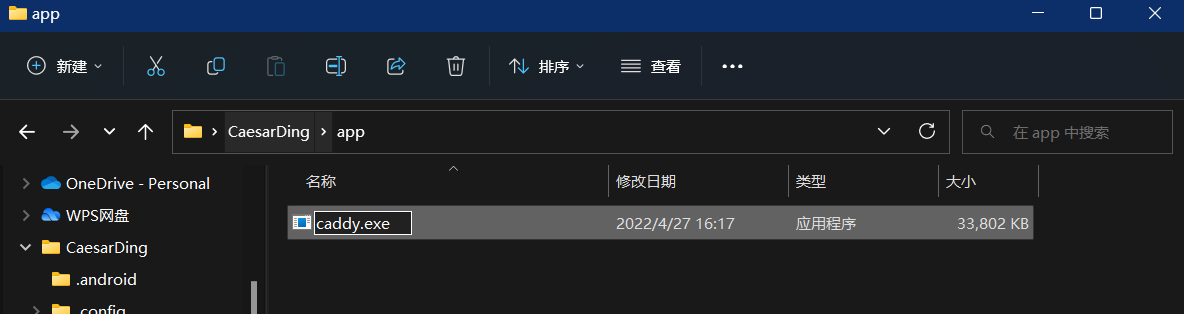 app
新建
排序
查看
CaesarDing
app
在 app 中搜索
名称
修改日期
类型
大小
OneDrive - Personal
caddy.exe
2022/4/27 16:17
应用程序
33,802 KB
WPS网盘
CaesarDing
.android
.config